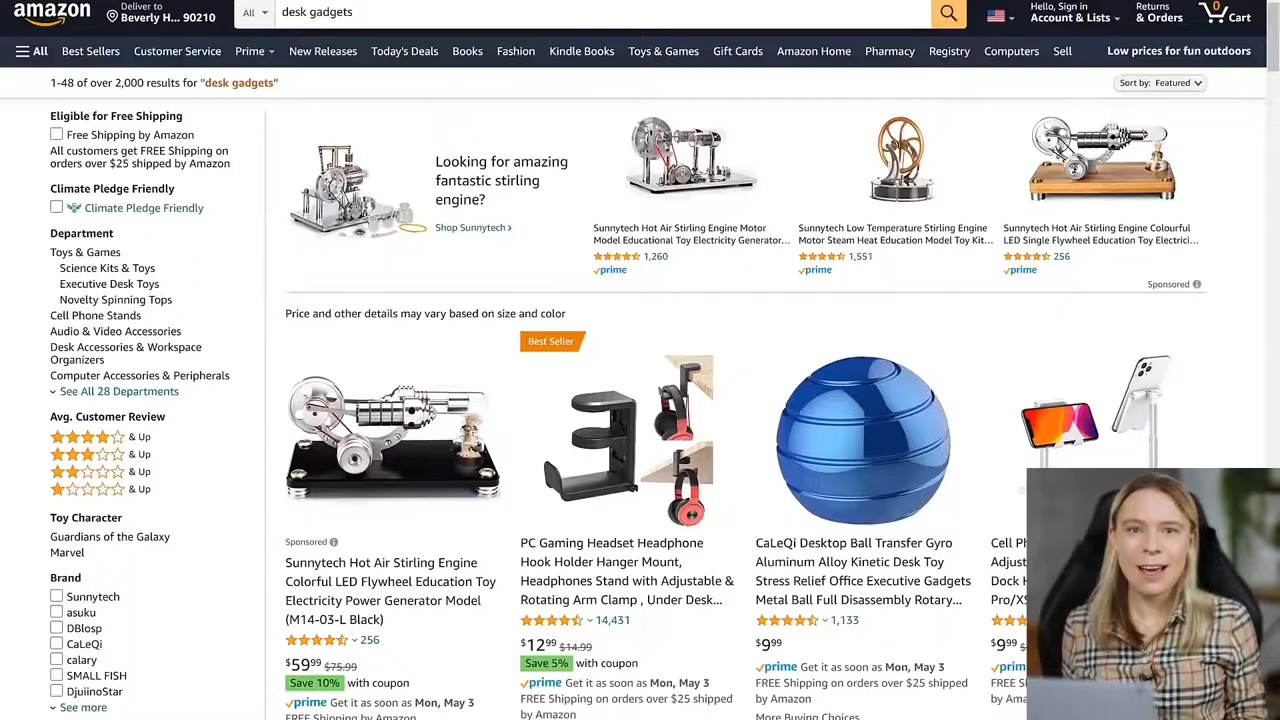 amazon
Deliver to
Beverly H... 90210
All
desk gadgets
Hello, Sign in
Account & Lists
Returns
& Orders
0
Cart
All
Best Sellers
Customer Service
Prime
New Releases
Today's Deals
Books
Fashion
Kindle Books
Toys & Games
Gift Cards
Amazon Home
Pharmacy
Registry
Computers
Sell
Low prices for fun outdoors
1-48 of over 2,000 results for "desk gadgets"
Sort by: Featured
Eligible for Free Shipping
Free Shipping by Amazon
All customers get FREE Shipping on
orders over $25 shipped by Amazon
Climate Pledge Friendly
Climate Pledge Friendly
Department
Toys & Games
Science Kits & Toys
Executive Desk Toys
Novelty Spinning Tops
Cell Phone Stands
Audio & Video Accessories
Desk Accessories & Workspace
Organizers
Computer Accessories & Peripherals
See All 28 Departments
Avg. Customer Review
& Up
& Up
& Up
& Up
Toy Character
Guardians of the Galaxy
Marvel
Brand
Sunnytech
asuku
DBlosp
CaLeQi
calary
SMALL FISH
DjuiinoStar
See more
Looking for amazing
fantastic stirling
engine?
Shop Sunnytech ›
Sunnytech Hot Air Stirling Engine Motor
Model Educational Toy Electricity Generator...
1,260
prime
Sunnytech Low Temperature Stirling Engine
Motor Steam Heat Education Model Toy Kit...
1,551
prime
Sunnytech Hot Air Stirling Engine Colourful
LED Single Flywheel Education Toy Electrici...
256
prime
Sponsored
Price and other details may vary based on size and color
Sponsored
Sunnytech Hot Air Stirling Engine
Colorful LED Flywheel Education Toy
Electricity Power Generator Model
(M14-03-L Black)
256
$5999 $75.99
Save 10% with coupon
prime Get it as soon as Mon, May 3
FREE Shipping by Amazon
Best Seller
PC Gaming Headset Headphone
Hook Holder Hanger Mount,
Headphones Stand with Adjustable &
Rotating Arm Clamp , Under Desk...
14,431
$1299 $14.99
Save 5% with coupon
prime Get it as soon as Mon, May 3
FREE Shipping on orders over $25 shipped
by Amazon
CaLeQi Desktop Ball Transfer Gyro
Aluminum Alloy Kinetic Desk Toy
Stress Relief Office Executive Gadgets
Metal Ball Full Disassembly Rotary...
1,133
$999
prime Get it as soon as Mon, May 3
FREE Shipping on orders over $25 shipped
by Amazon
More Buying Choices
Cell Ph
Adjust
Dock H
Pro/XS
$999
prim
FREE S
by Ama